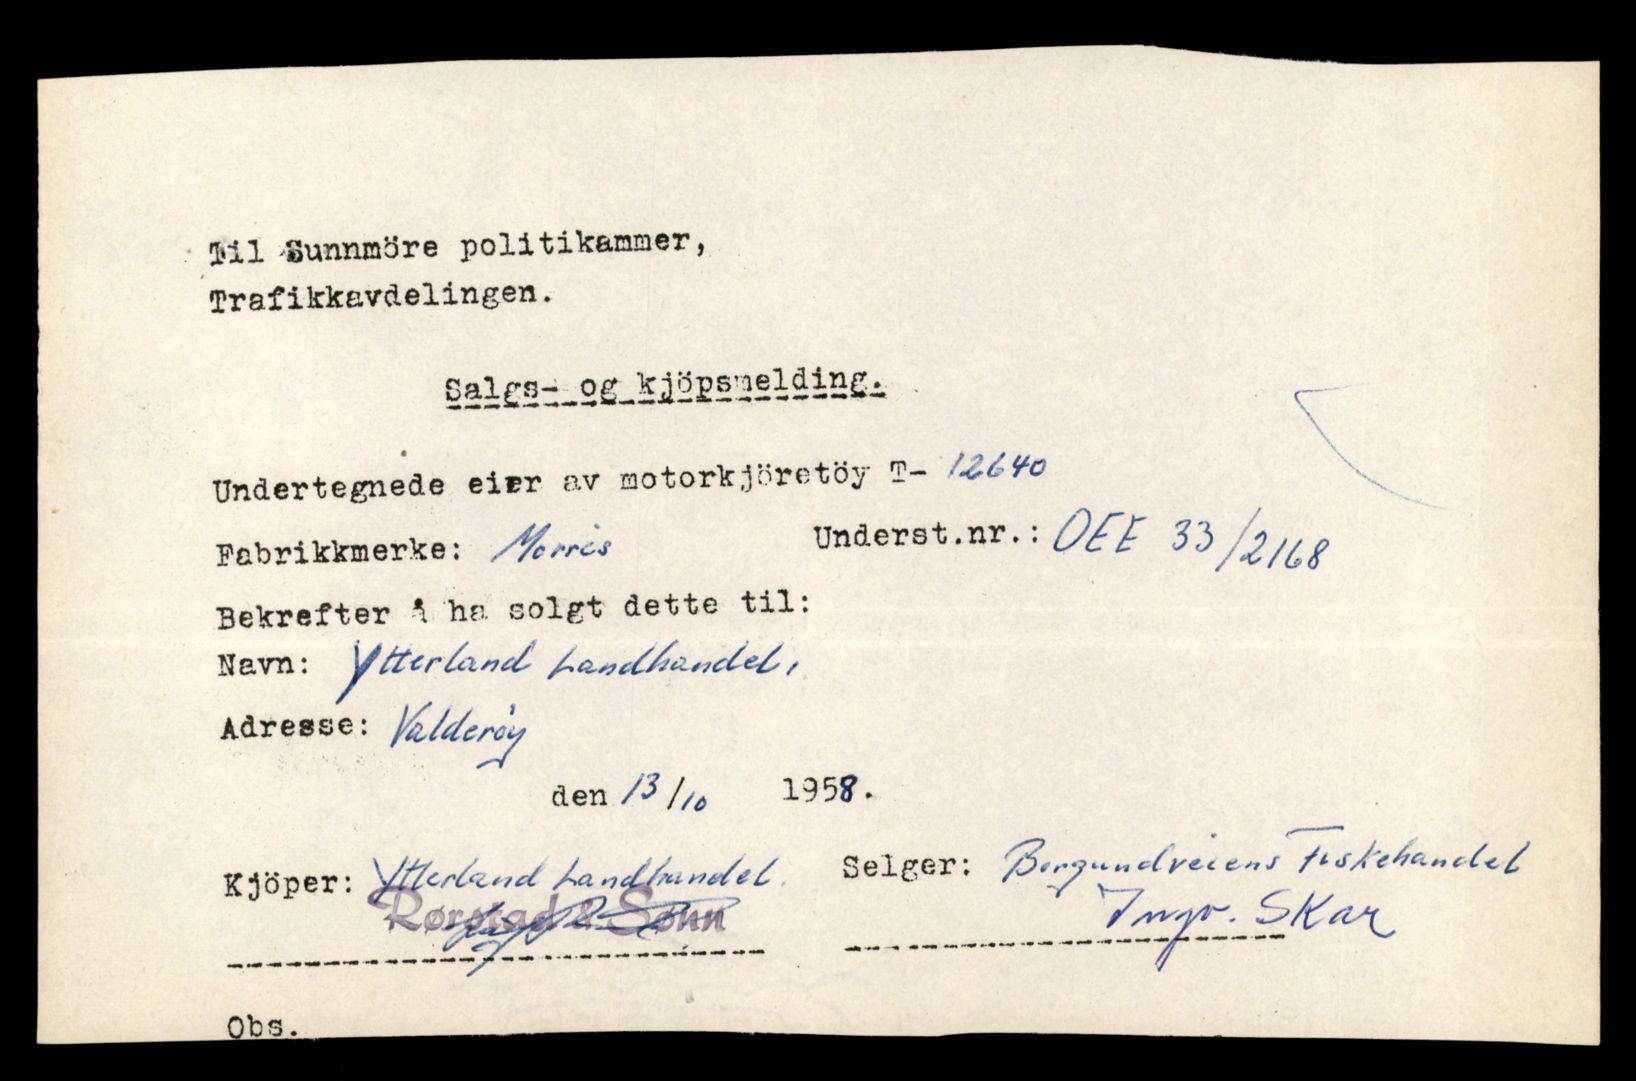 Til Sunnmöre politikammer,
Trafikkavdelingen.
Salgs- og kjöpsmelding.
Undertegnede eier av motorkjöretöy T- 12640
Fabrikkmerke: Morris Underst.nr.: OEE 33/2168
Bekrefter å ha solgt dette til:
Navn: Ytterland Landhandel,
Adresse: Valderöy
den 13/10 1958.
Kjöper: Ytterland Landhandel. Selger: Borgundveiens Fiskehandel
Rørstad & Sønn Ingv. Skar
Obs.